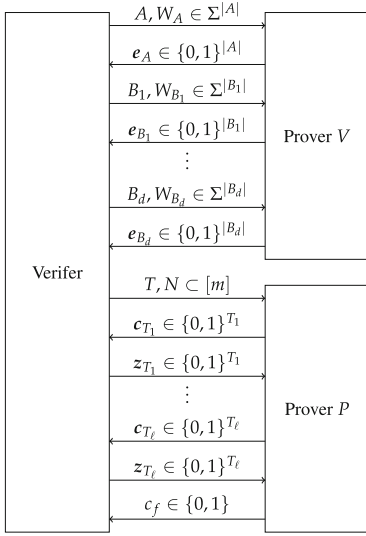 A, W_A ∈ Σ^{|A|}
e_A ∈ {0,1}^{|A|}
B_1, W_{B_1} ∈ Σ^{|B_1|}
e_{B_1} ∈ {0,1}^{|B_1|}
Prover V
⋮
B_d, W_{B_d} ∈ Σ^{|B_d|}
e_{B_d} ∈ {0,1}^{|B_d|}
Verifer
T, N ⊂ [m]
c_{T_1} ∈ {0,1}^{T_1}
z_{T_1} ∈ {0,1}^{T_1}
⋮
Prover P
c_{T_ℓ} ∈ {0,1}^{T_ℓ}
z_{T_ℓ} ∈ {0,1}^{T_ℓ}
c_f ∈ {0,1}